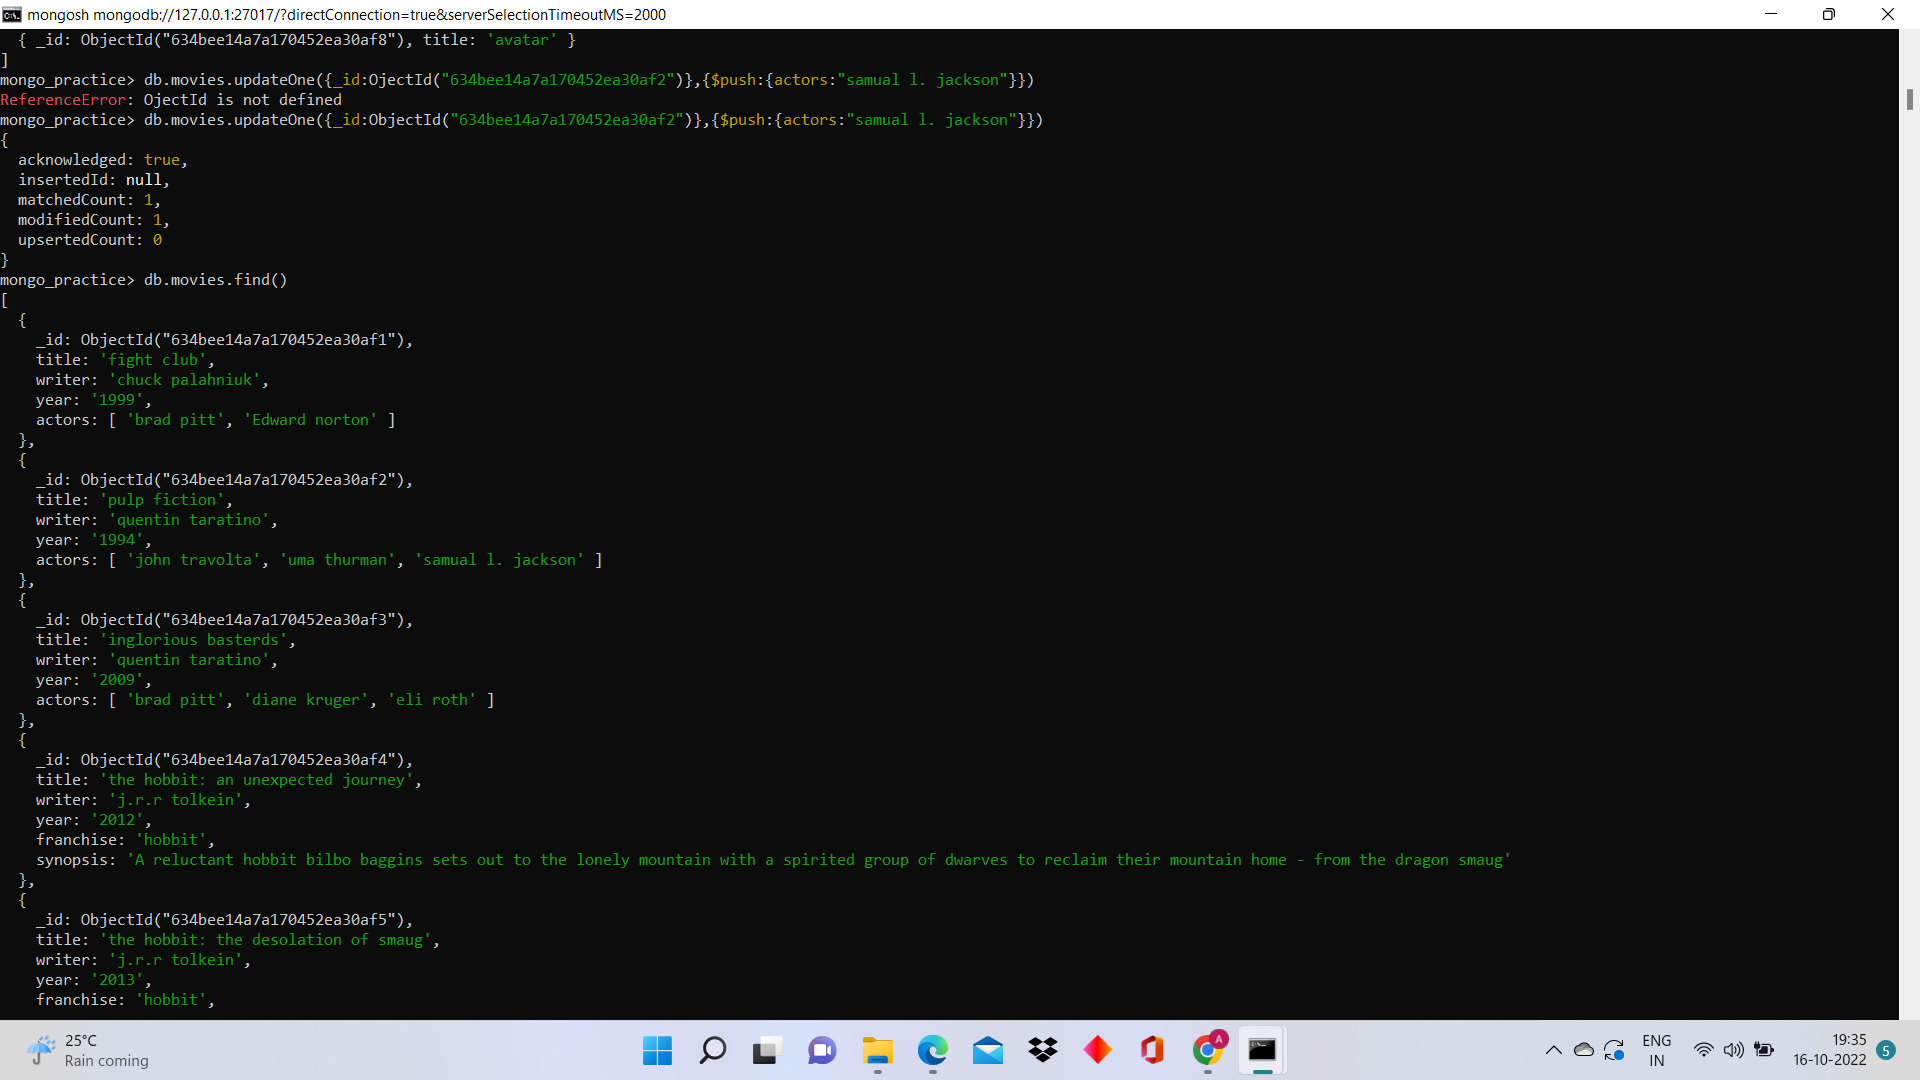 mongosh mongodb://127.0.0.1:27017/?directConnection=true&serverSelectionTimeoutMS=2000
{ _id: ObjectId("634bee14a7a170452ea30af8"), title: 'avatar' }
]
mongo_practice> db.movies.updateOne({_id:OjectId("634bee14a7a170452ea30af2")},{$push:{actors:"samual l. jackson"}})
ReferenceError: OjectId is not defined
mongo_practice> db.movies.updateOne({_id:ObjectId("634bee14a7a170452ea30af2")},{$push:{actors:"samual l. jackson"}})
{
acknowledged: true,
insertedId: null,
matchedCount: 1,
modifiedCount: 1,
upsertedCount: 0
}
mongo_practice> db.movies.find()
[
{
_id: ObjectId("634bee14a7a170452ea30af1"),
title: 'fight club',
writer: 'chuck palahniuk',
year: '1999',
actors: [ 'brad pitt', 'Edward norton' ]
},
{
_id: ObjectId("634bee14a7a170452ea30af2"),
title: 'pulp fiction',
writer: 'quentin taratino',
year: '1994',
actors: [ 'john travolta', 'uma thurman', 'samual l. jackson' ]
},
{
_id: ObjectId("634bee14a7a170452ea30af3"),
title: 'inglorious basterds',
writer: 'quentin taratino',
year: '2009',
actors: [ 'brad pitt', 'diane kruger', 'eli roth' ]
},
{
_id: ObjectId("634bee14a7a170452ea30af4"),
title: 'the hobbit: an unexpected journey',
writer: 'j.r.r tolkein',
year: '2012',
franchise: 'hobbit',
synopsis: 'A reluctant hobbit bilbo baggins sets out to the lonely mountain with a spirited group of dwarves to reclaim their mountain home - from the dragon smaug'
},
{
_id: ObjectId("634bee14a7a170452ea30af5"),
title: 'the hobbit: the desolation of smaug',
writer: 'j.r.r tolkein',
year: '2013',
franchise: 'hobbit',
25°C
Rain coming
A
ENG
IN
19:35
16-10-2022
5